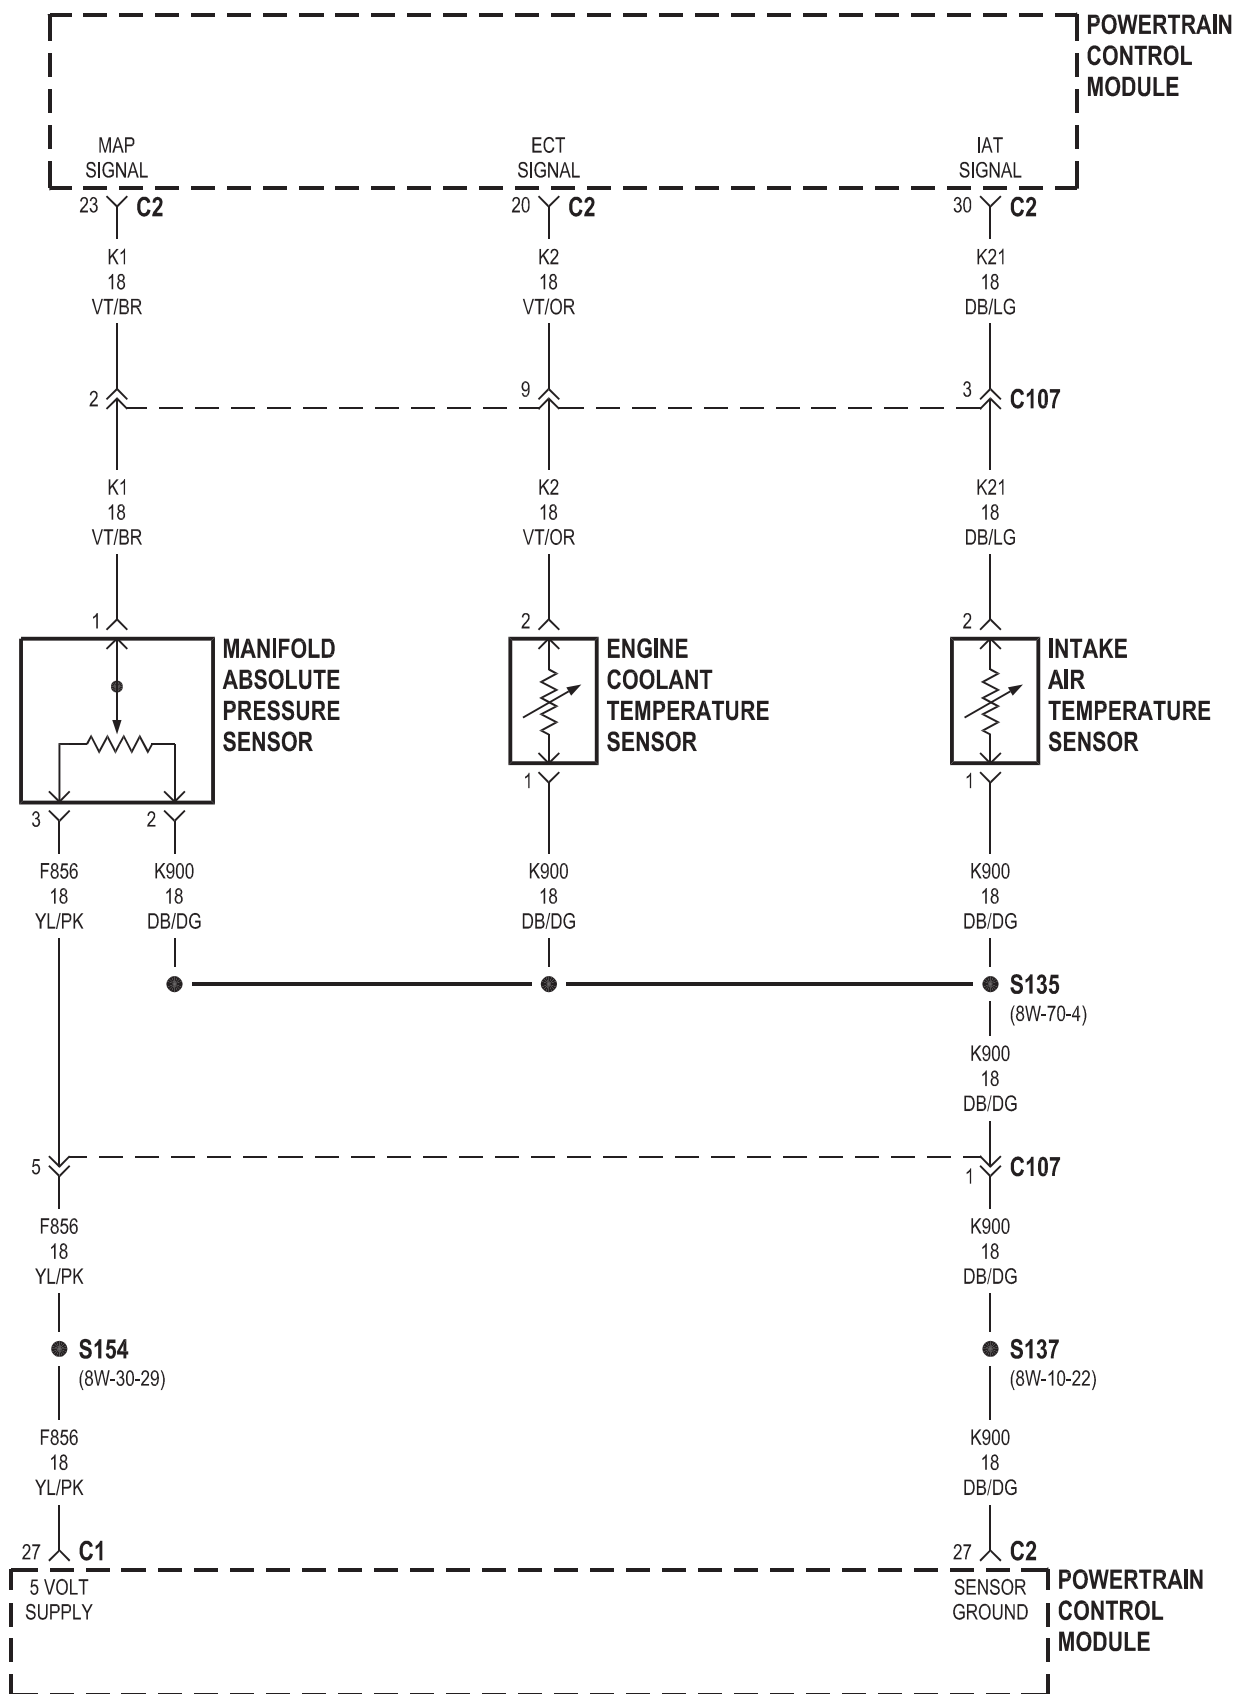 POWERTRAIN
CONTROL
MODULE
MAP
SIGNAL
ECT
SIGNAL
IAT
SIGNAL
23 C2
20 C2
30 C2
K1
18
VT/BR
K2
18
VT/OR
K21
18
DB/LG
2
9
3
C107
K1
18
VT/BR
K2
18
VT/OR
K21
18
DB/LG
1
2
2
MANIFOLD
ABSOLUTE
PRESSURE
SENSOR
ENGINE
COOLANT
TEMPERATURE
SENSOR
INTAKE
AIR
TEMPERATURE
SENSOR
3
2
1
1
F856
18
YL/PK
K900
18
DB/DG
K900
18
DB/DG
K900
18
DB/DG
S135
(8W-70-4)
K900
18
DB/DG
5
1
C107
F856
18
YL/PK
K900
18
DB/DG
S154
(8W-30-29)
S137
(8W-10-22)
F856
18
YL/PK
K900
18
DB/DG
27 C1
27 C2
5 VOLT
SUPPLY
SENSOR
GROUND
POWERTRAIN
CONTROL
MODULE